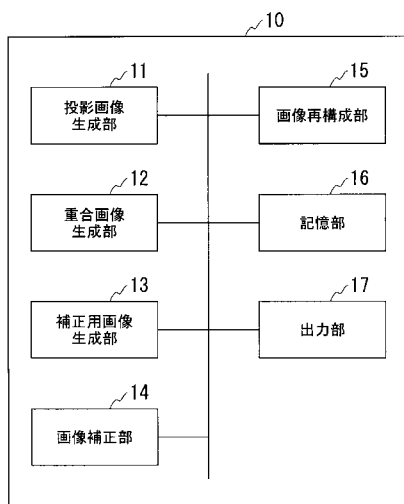 10
11
投影画像
生成部
12
重合画像
生成部
13
補正用画像
生成部
14
画像補正部
15
画像再構成部
16
記憶部
17
出力部